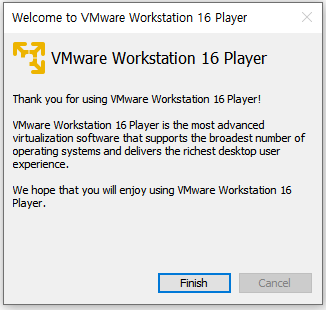 Welcome to VMware Workstation 16 Player
VMware Workstation 16 Player
Thank you for using VMware Workstation 16 Player!
VMware Workstation 16 Player is the most advanced
virtualization software that supports the broadest number of
operating systems and delivers the richest desktop user
experience.
We hope that you will enjoy using VMware Workstation 16
Player.
Finish
Cancel